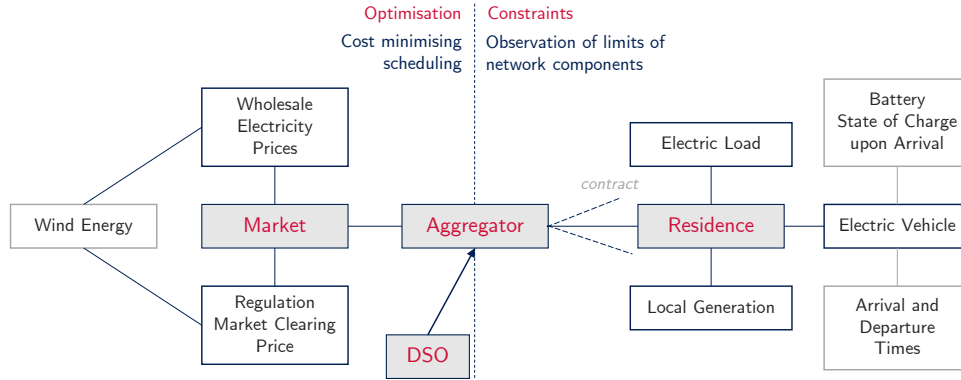 Optimisation
Constraints
Cost minimising
scheduling
Observation of limits of
network components
Wholesale
Electricity
Prices
Electric Load
Battery
State of Charge
upon Arrival
contract
Wind Energy
Market
Aggregator
Residence
Electric Vehicle
Regulation
Market Clearing
Price
DSO
Local Generation
Arrival and
Departure
Times